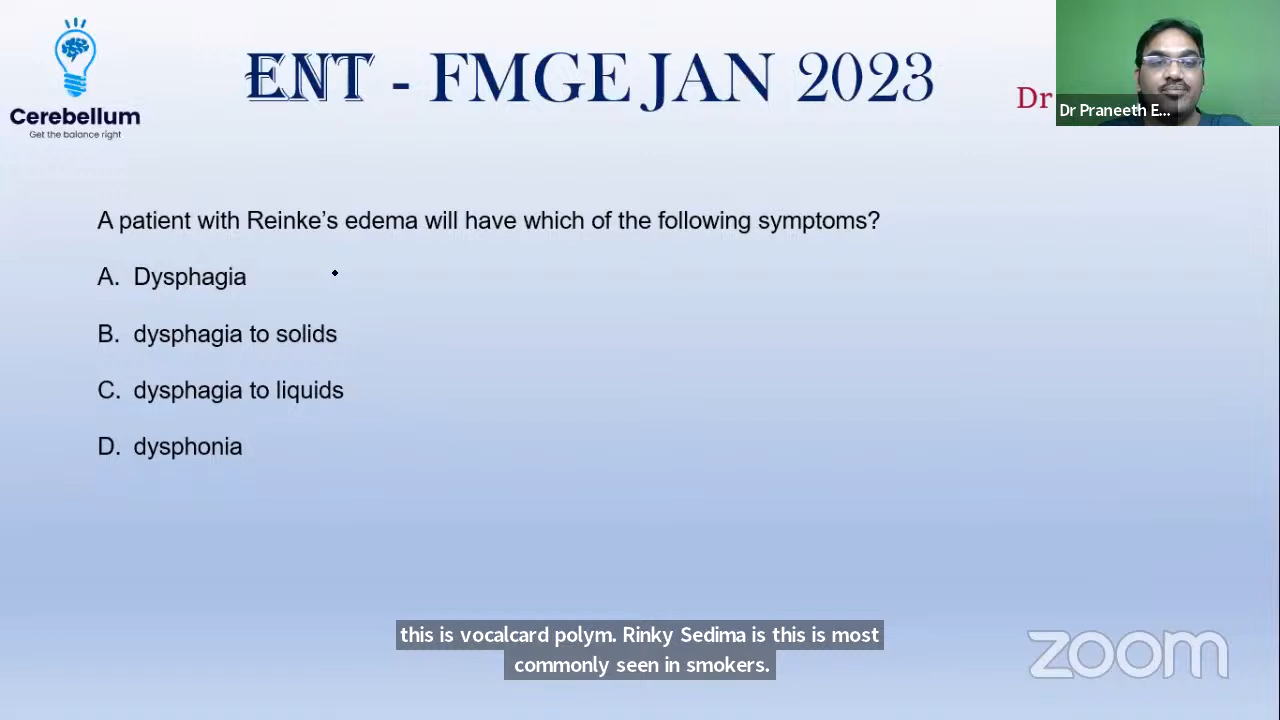 ENT - FMGE JAN 2023
Cerebellum
Get the balance right
Dr
Dr Praneeth E...
A patient with Reinke’s edema will have which of the following symptoms?
A. Dysphagia
B. dysphagia to solids
C. dysphagia to liquids
D. dysphonia
this is vocalcard polym. Rinky Sedima is this is most
commonly seen in smokers.
zoom